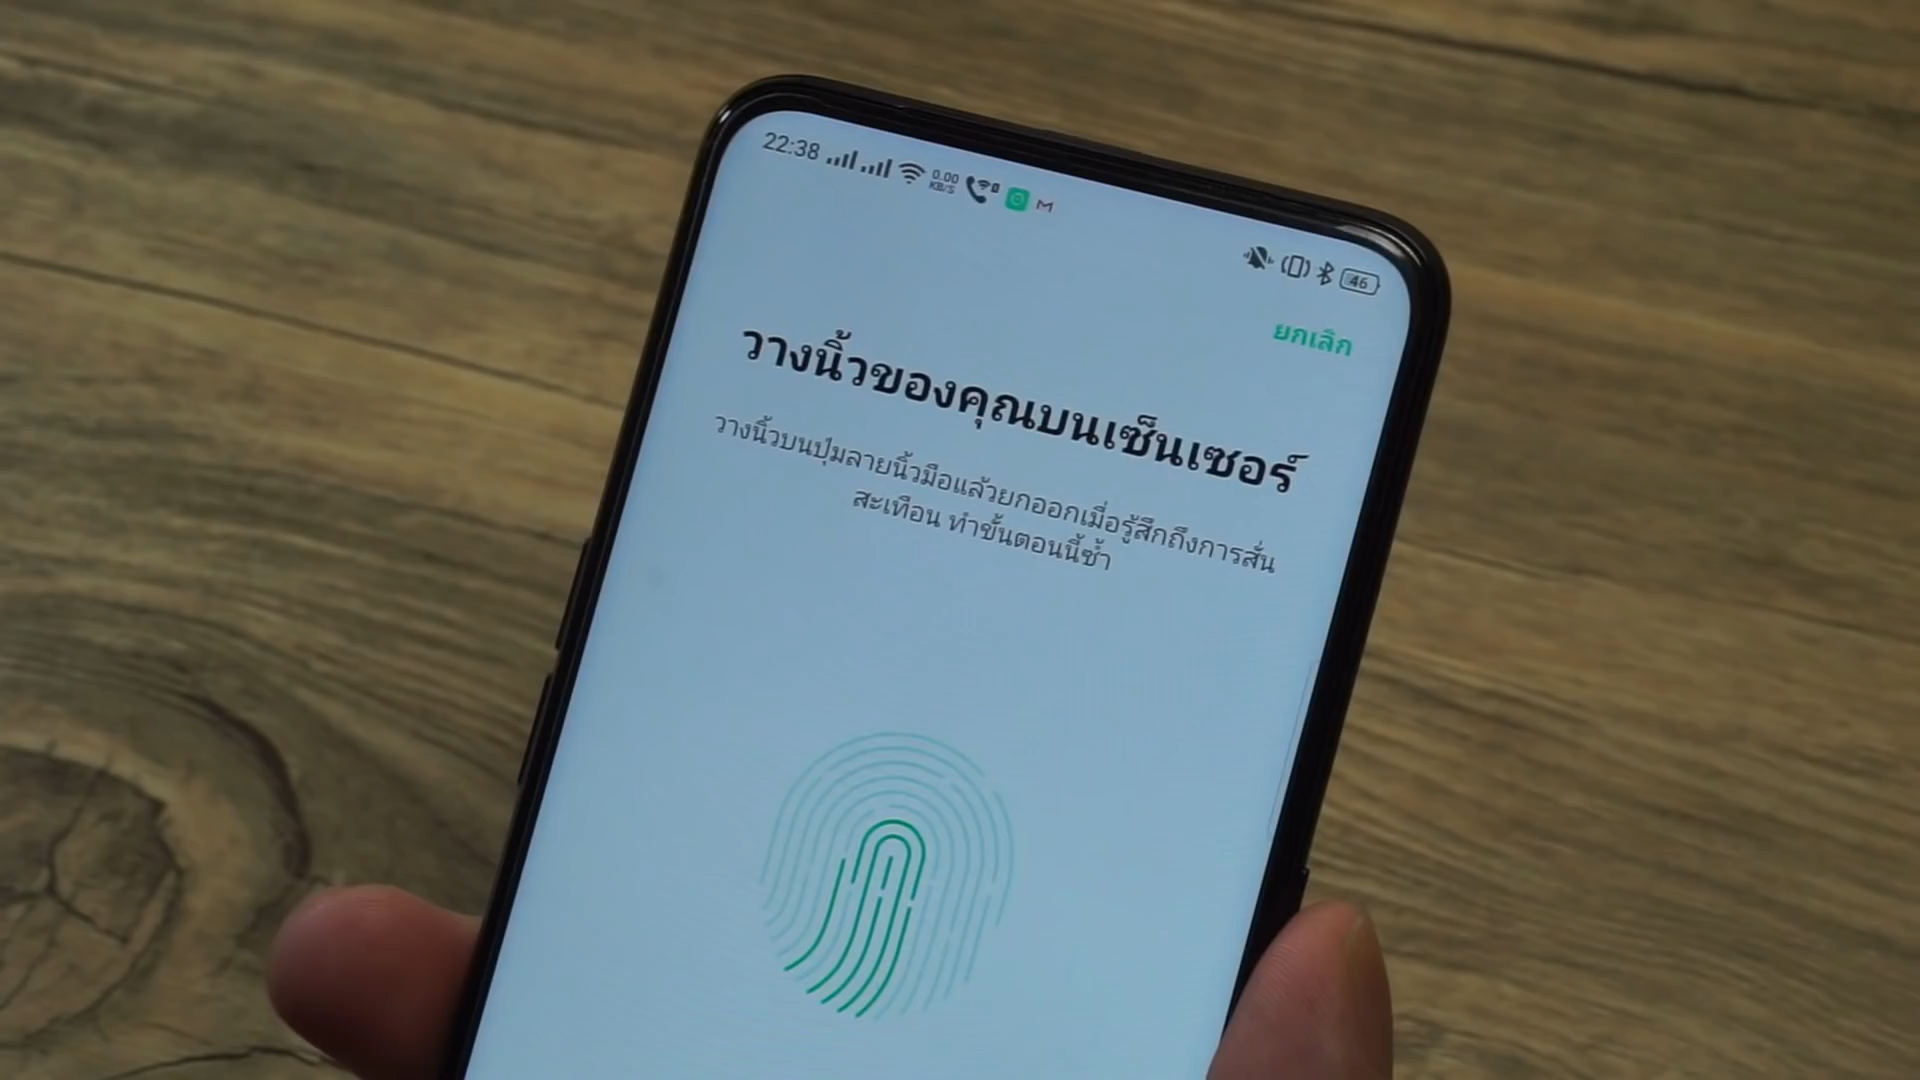 22:38
0.00
KB/S
46
ยกเลิก
วางนิ้วของคุณบนเซ็นเซอร์
วางนิ้วบนปุ่มลายนิ้วมือแล้วยกออกเมื่อรู้สึกถึงการสั่น
สะเทือน ทำขั้นตอนนี้ซ้ำ